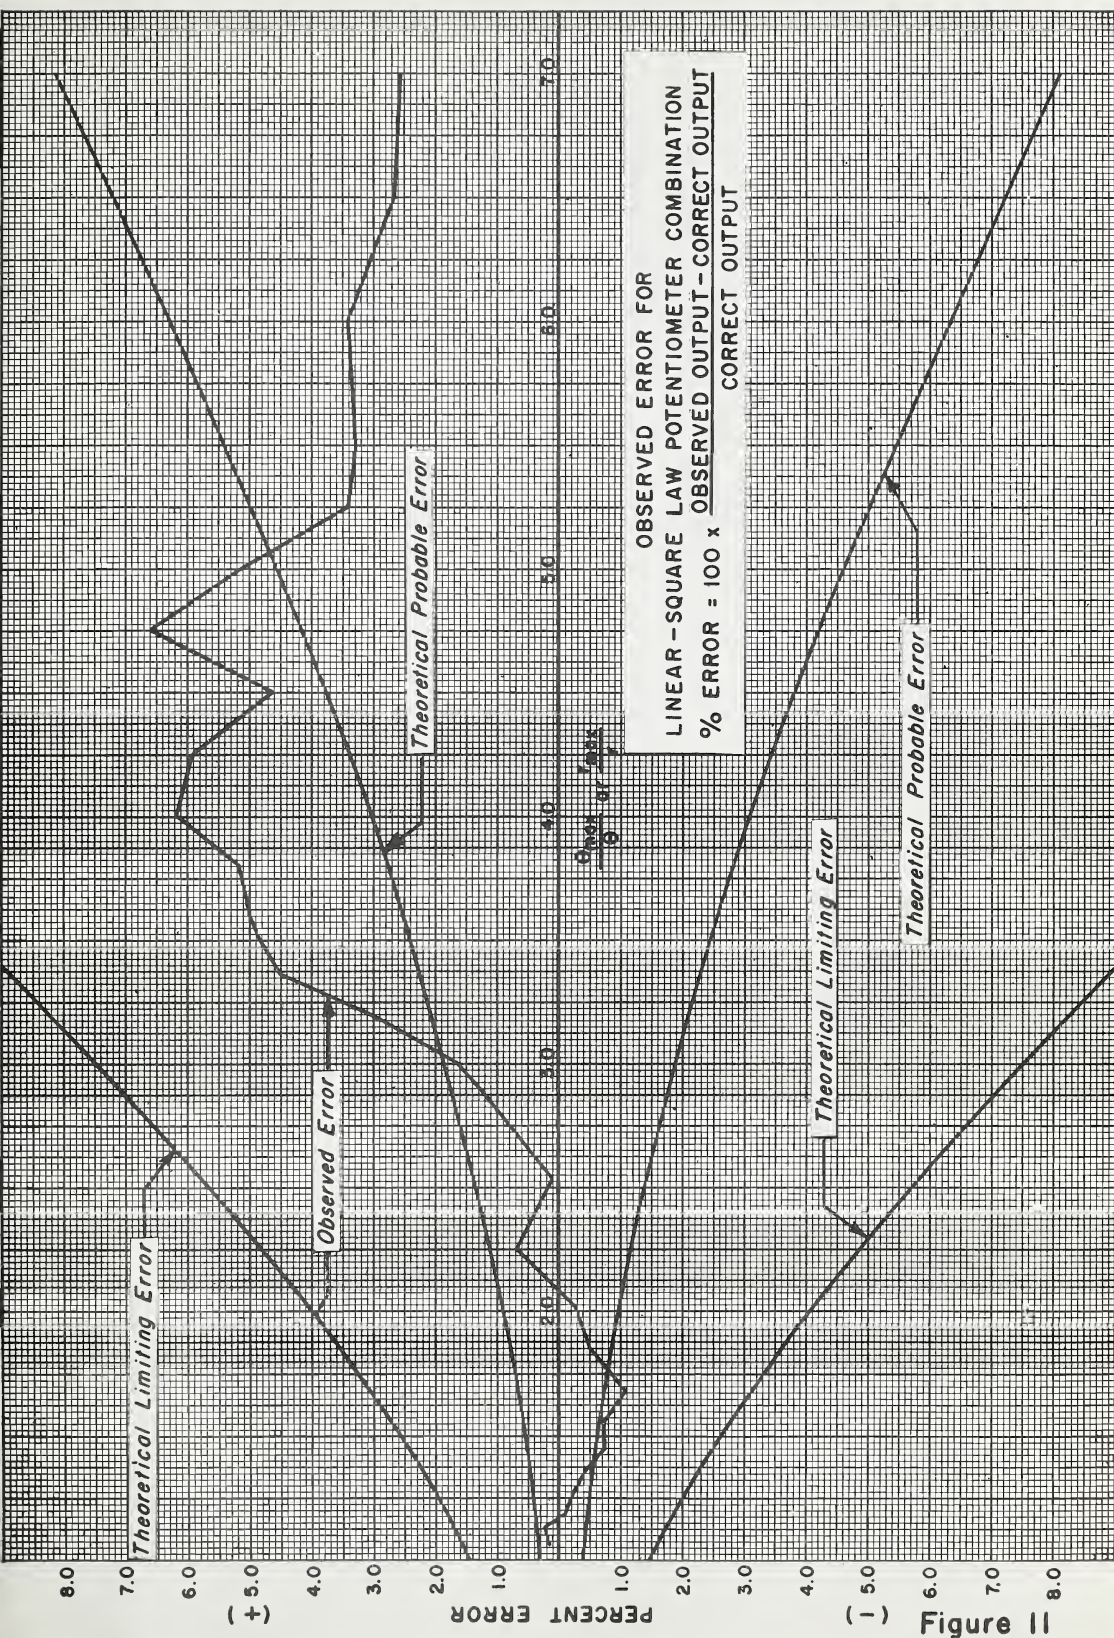 OBSERVED ERROR FOR
LINEAR-SQUARE LAW POTENTIOMETER COMBINATION
% ERROR = 100 x OBSERVED OUTPUT-CORRECT OUTPUT
CORRECT OUTPUT
Theoretical Limiting Error
Observed Error
Theoretical Probable Error
Theoretical Limiting Error
Theoretical Probable Error
8.0
7.0
6.0
5.0
4.0
3.0
2.0
1.0
1.0
2.0
3.0
4.0
5.0
6.0
7.0
8.0
(+)
PERCENT ERROR
(-)
2.0
3.0
4.0
5.0
6.0
7.0
θmax or rmax
θ
Figure II